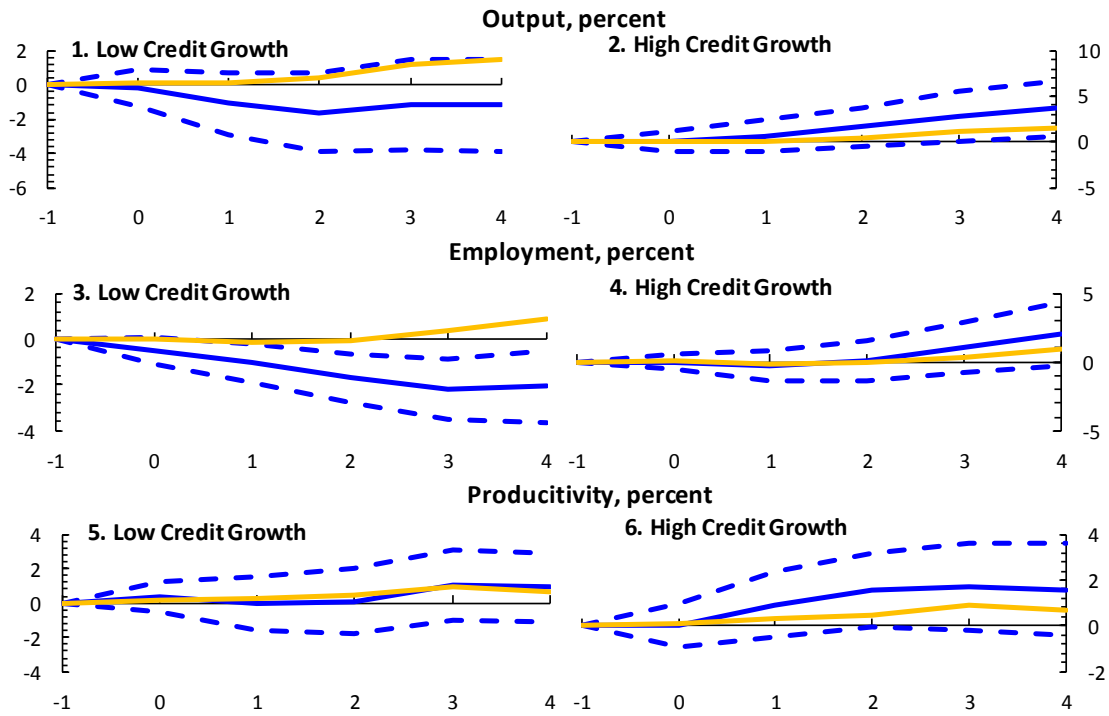 Output, percent
1. Low Credit Growth
2. High Credit Growth
2
0
-2
-4
-6
10
5
0
-5
-1 0 1 2 3 4
-1 0 1 2 3 4
Employment, percent
3. Low Credit Growth
4. High Credit Growth
2
0
-2
-4
5
0
-5
-1 0 1 2 3 4
-1 0 1 2 3 4
Producitivity, percent
5. Low Credit Growth
6. High Credit Growth
4
2
0
-2
-4
4
2
0
-2
-1 0 1 2 3 4
-1 0 1 2 3 4